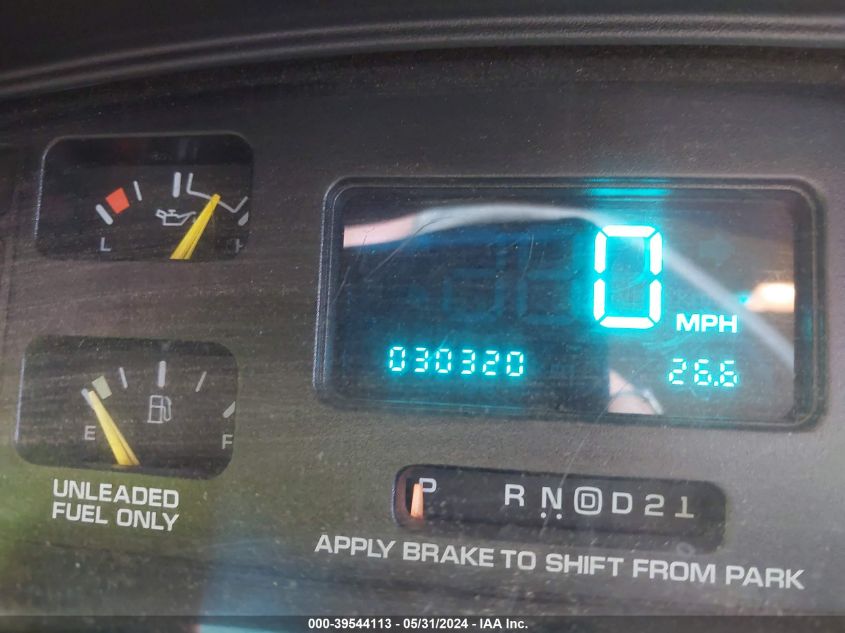 L H
0
MPH
030320 26.6
E F
UNLEADED
FUEL ONLY
P R N D D 2 1
APPLY BRAKE TO SHIFT FROM PARK
000-39544113 - 05/31/2024 - IAA Inc.